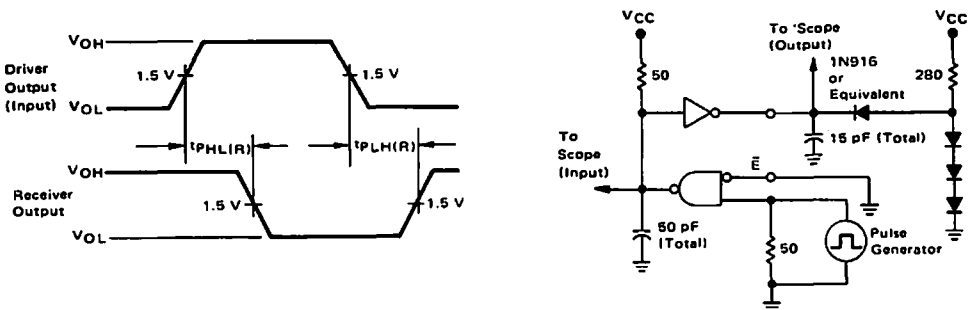 VOH
Driver
Output
(Input)
1.5 V
1.5 V
VOL
tPHL(R)
tPLH(R)
VOH
Receiver
Output
1.5 V
1.5 V
VOL
VCC
VCC
To 'Scope
(Output)
1N916
or
Equivalent
50
280
15 pF (Total)
To
Scope
(Input)
Ē
50 pF
(Total)
50
Pulse
Generator